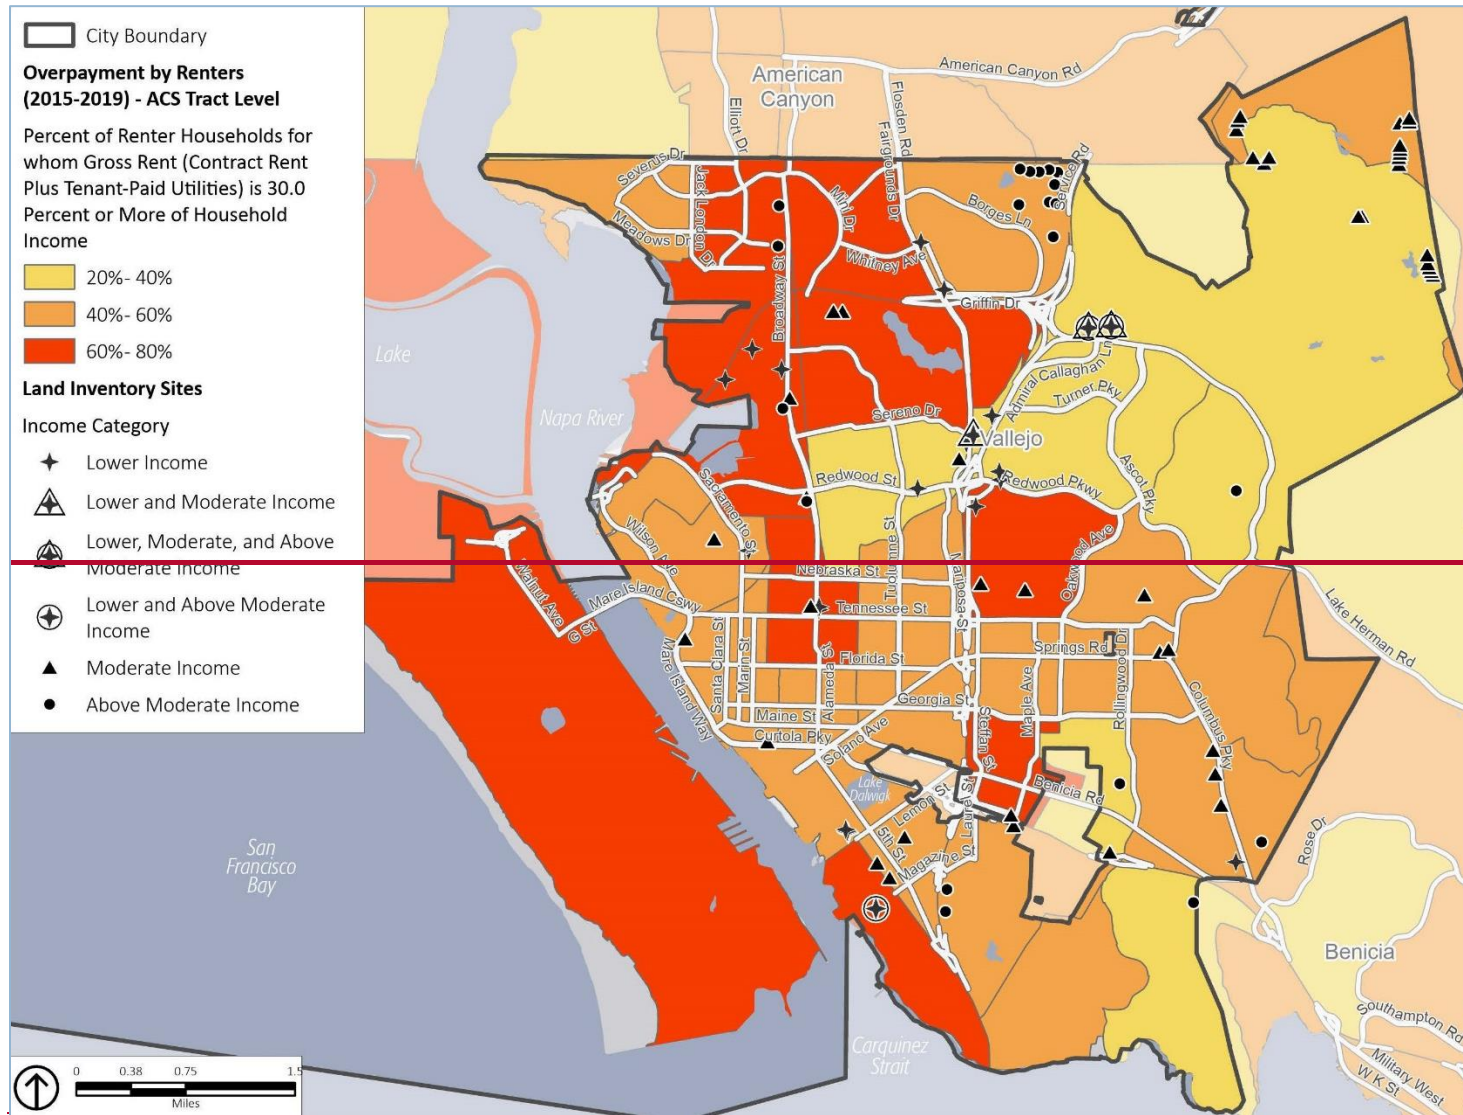 City Boundary
Overpayment by Renters
(2015-2019) - ACS Tract Level
Percent of Renter Households for
whom Gross Rent (Contract Rent
Plus Tenant-Paid Utilities) is 30.0
Percent or More of Household
Income
20%- 40%
40%- 60%
60%- 80%
Land Inventory Sites
Income Category
Lower Income
Lower and Moderate Income
Lower, Moderate, and Above
Moderate Income
Lower and Above Moderate
Income
Moderate Income
Above Moderate Income
American
Canyon
American Canyon Rd
Elliott Dr
Flosden Rd
Fairgrounds Dr
Service Rd
Severus Dr
Jack London Dr
Meadows Dr
Mini Dr
Borges Ln
Whitney Ave
Broadway St
Griffin Dr
Lake
Napa River
Admiral Callaghan Ln
Turner Pky
Sereno Dr
Vallejo
Ascot Pky
Redwood St
Redwood Pkwy
Sacramento St
Wilson Ave
Tuolumne St
Mariposa St
Oakwood Ave
Nebraska St
Walnut Ave
G St
Mare Island Cswy
Tennessee St
Lake Herman Rd
Mare Island Way
Santa Clara St
Marin St
Florida St
Alameda St
Springs Rd
Rollingwood Dr
Columbus Pky
Georgia St
Maine St
Curtola Pky
Solano Ave
Steffan St
Maple Ave
Lake
Dalwigk
Lemon St
Laurel St
Benicia Rd
5th St
Magazine St
Rose Dr
San
Francisco
Bay
Benicia
Southampton Rd
Military West
W K St
Carquinez
Strait
0 0.38 0.75 1.5
Miles